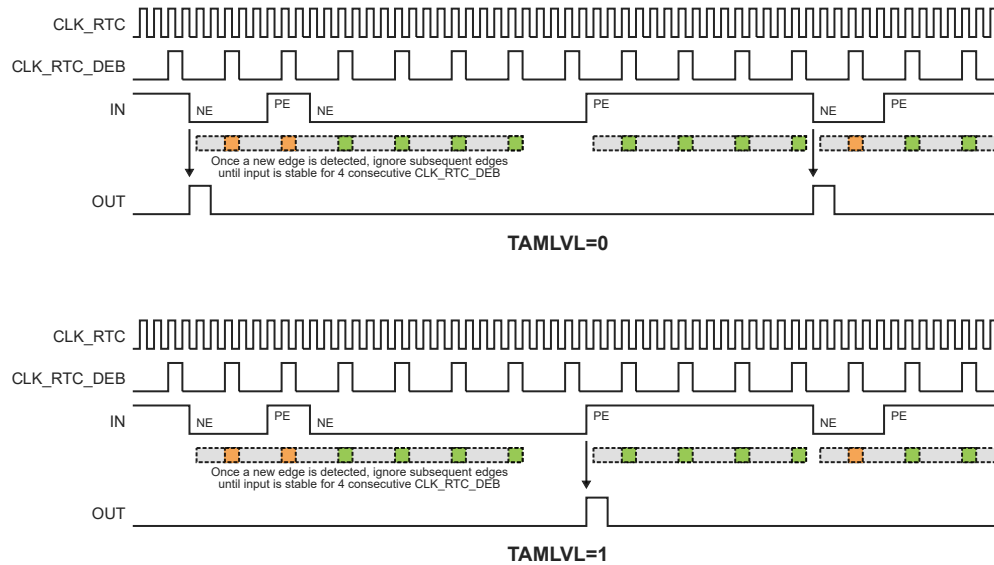 CLK_RTC
CLK_RTC_DEB
IN
NE
PE
NE
PE
NE
PE
Once a new edge is detected, ignore subsequent edges
until input is stable for 4 consecutive CLK_RTC_DEB
OUT
TAMLVL=0
CLK_RTC
CLK_RTC_DEB
IN
NE
PE
NE
PE
NE
PE
Once a new edge is detected, ignore subsequent edges
until input is stable for 4 consecutive CLK_RTC_DEB
OUT
TAMLVL=1